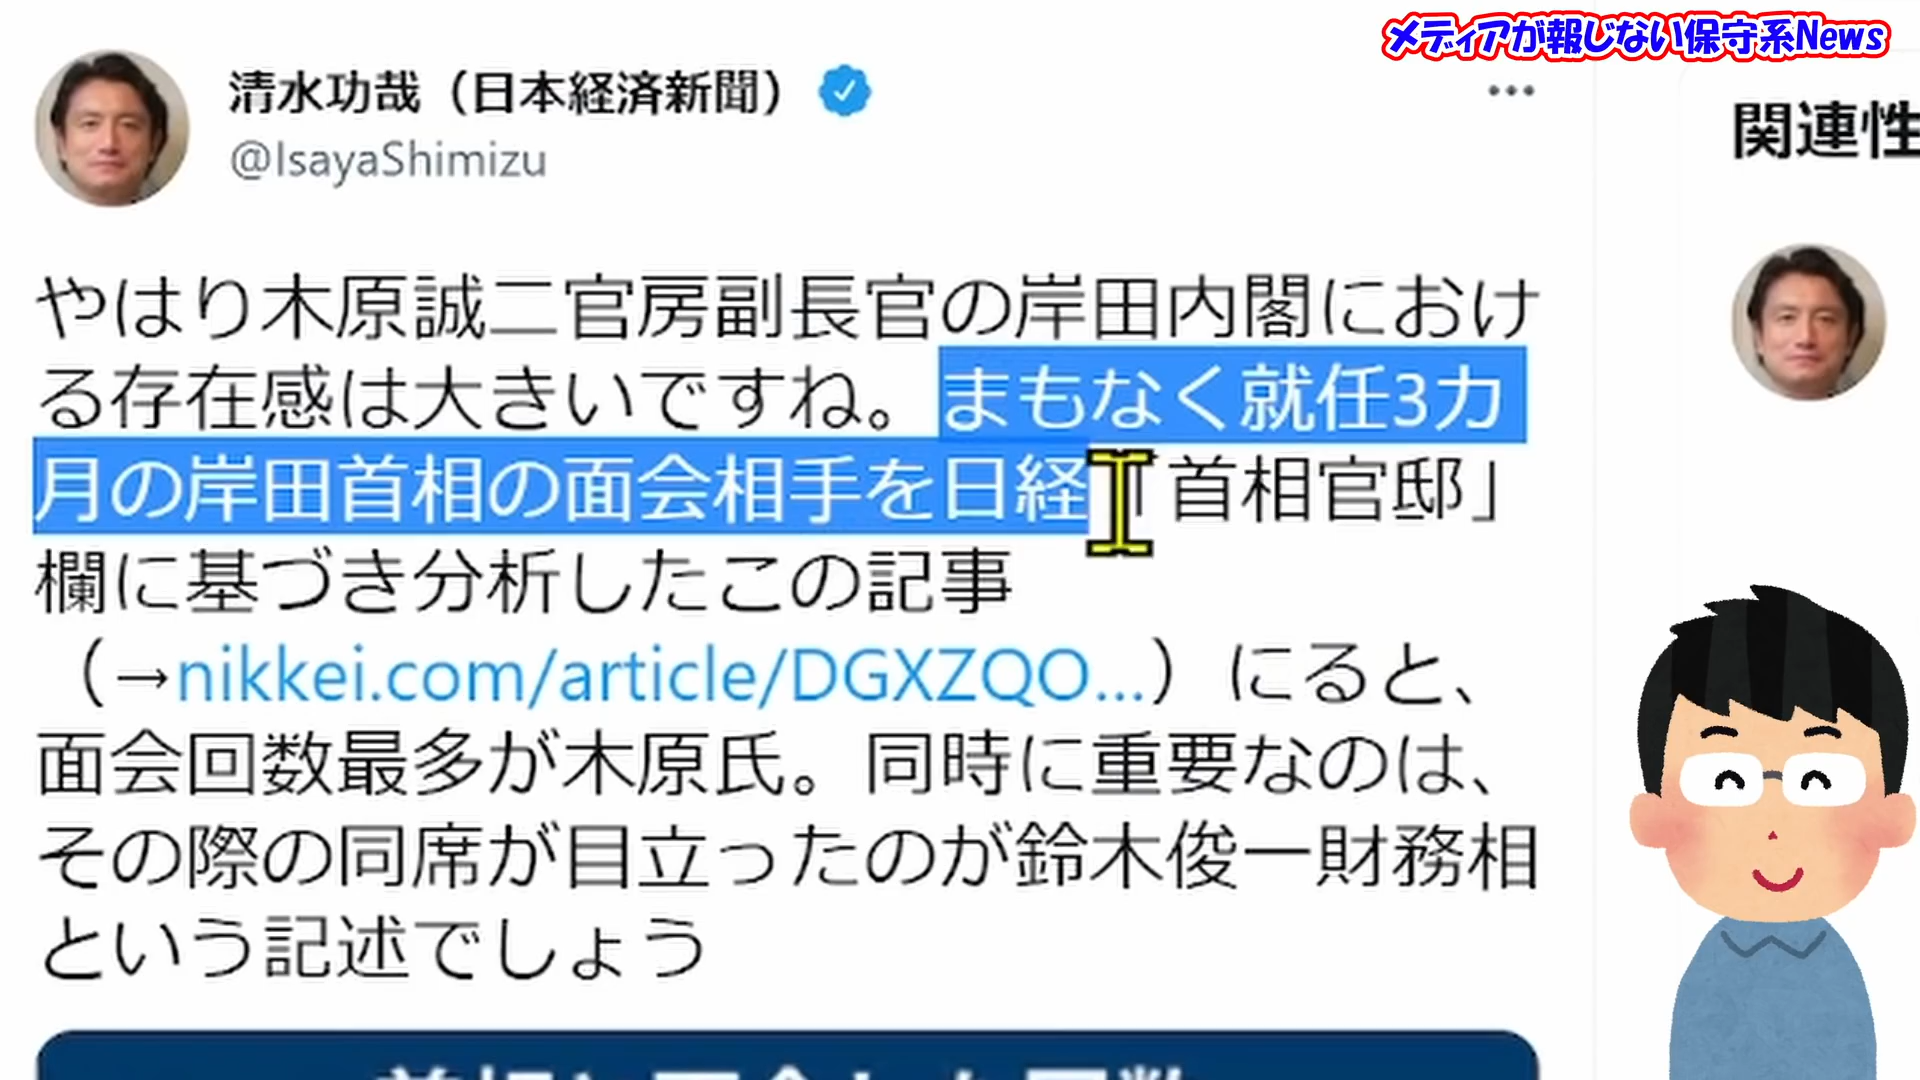 メディアが報じない保守系News
清水功哉（日本経済新聞）
@IsayaShimizu
関連性
やはり木原誠二官房副長官の岸田内閣におけ
る存在感は大きいですね。まもなく就任3カ
月の岸田首相の面会相手を日経「首相官邸」
欄に基づき分析したこの記事
（→nikkei.com/article/DGXZQO...）にると、
面会回数最多が木原氏。同時に重要なのは、
その際の同席が目立ったのが鈴木俊一財務相
という記述でしょう